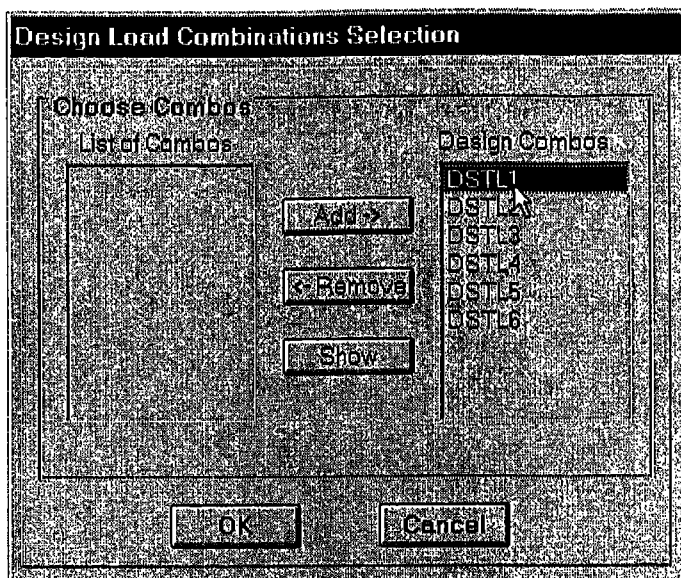 Design Load Combinations Selection
Choose Combos
List of Combos
Design Combos
DSTL1
DSTL2
DSTL3
DSTL4
DSTL5
DSTL6
Add ->
<- Remove
Show
OK
Cancel